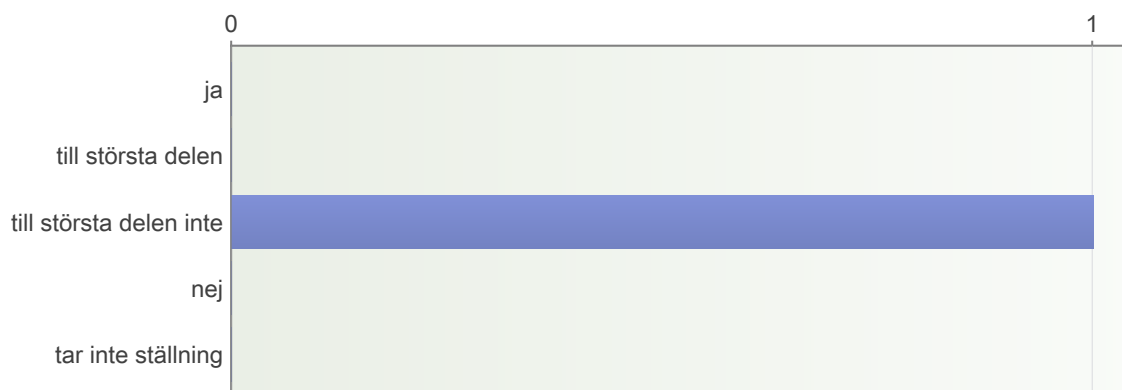 0 1
ja
till största delen
till största delen inte
nej
tar inte ställning